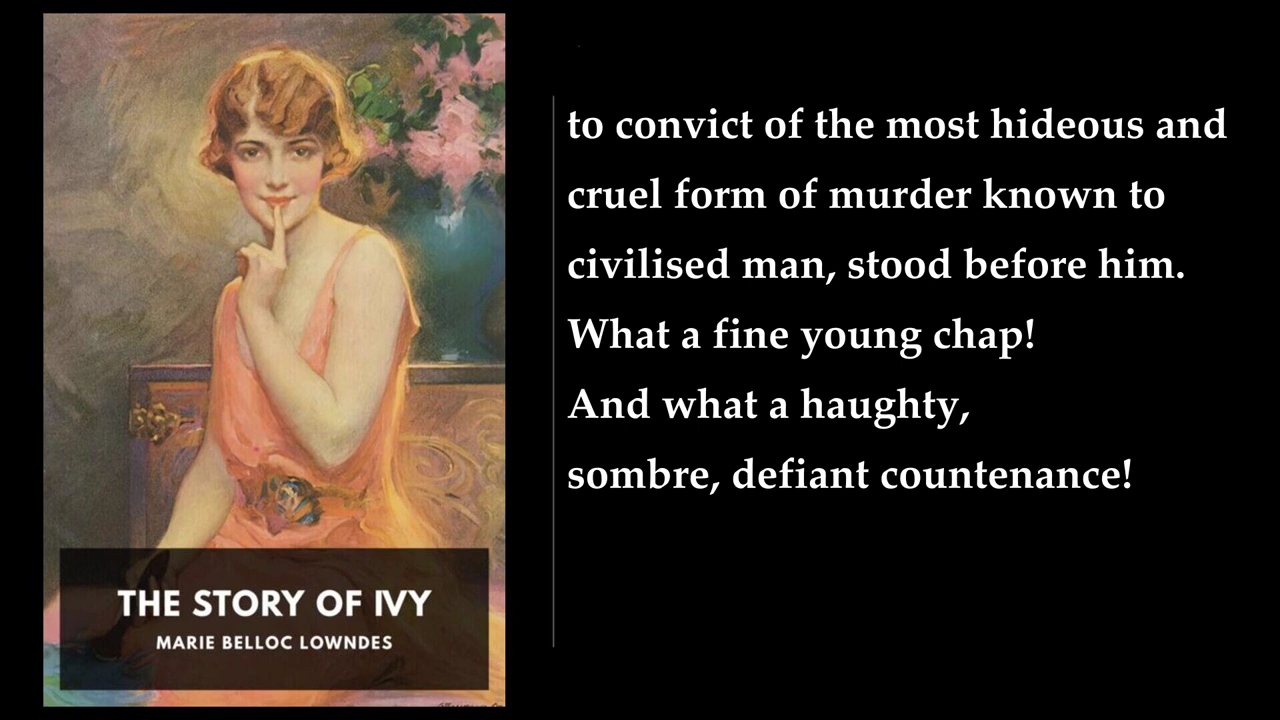 THE STORY OF IVY
MARIE BELLOC LOWNDES
to convict of the most hideous and
cruel form of murder known to
civilised man, stood before him.
What a fine young chap!
And what a haughty,
sombre, defiant countenance!